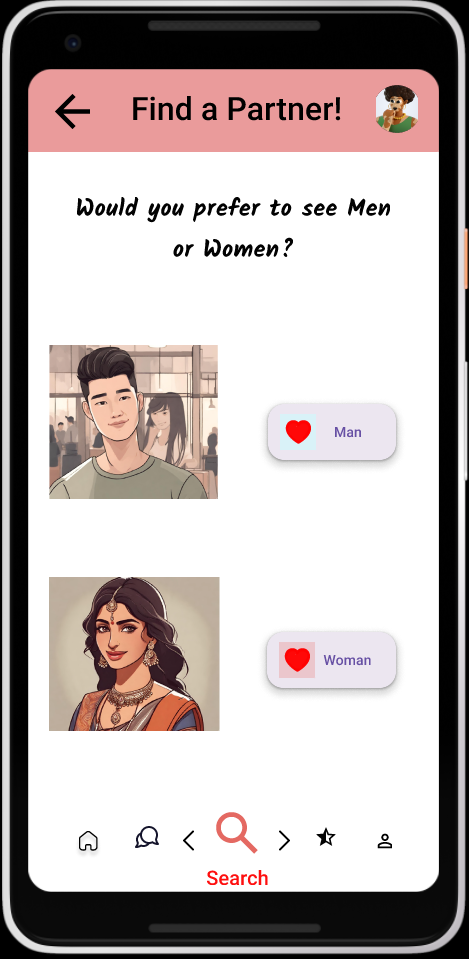 Find a Partner!
Would you prefer to see Men
or Women?
Man
Woman
Search